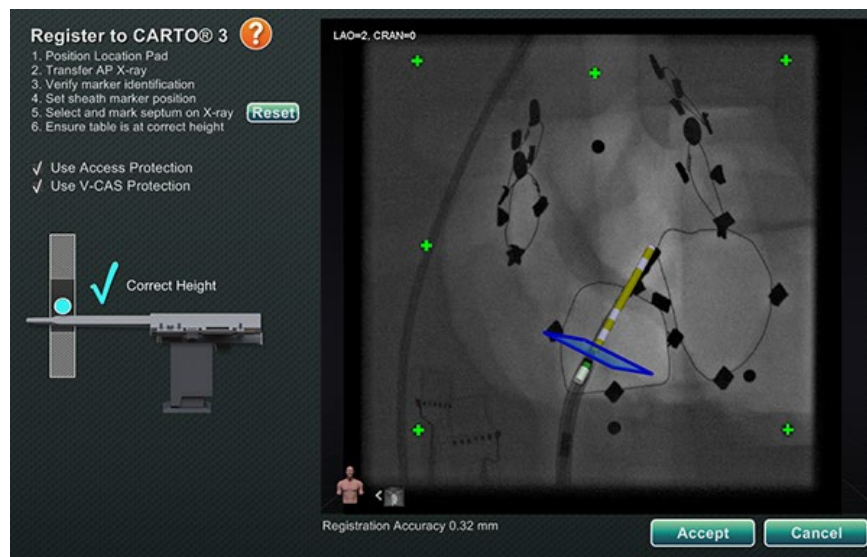 Register to CARTO® 3 ?
1. Position Location Pad
2. Transfer AP X-ray
3. Verify marker identification
4. Set sheath marker position
5. Select and mark septum on X-ray Reset
6. Ensure table is at correct height
√ Use Access Protection
√ Use V-CAS Protection
Correct Height
LAO=2, CRAN=0
Registration Accuracy 0.32 mm
Accept Cancel